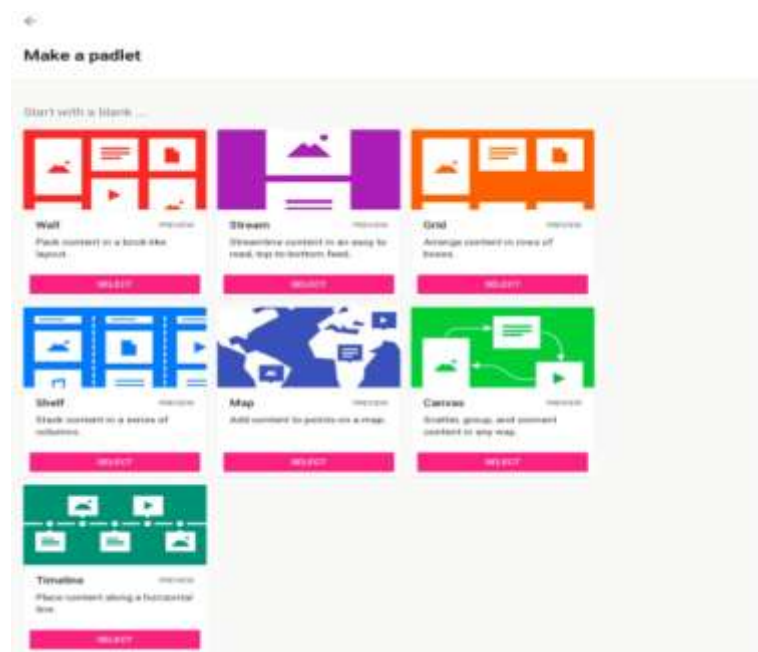 Make a padlet
Start with a blank ...
Wall PREVIEW
Pack content in a brick-like
layout.
SELECT
Stream PREVIEW
Streamline content in an easy to
read, top-to-bottom feed.
SELECT
Grid PREVIEW
Arrange content in rows of
boxes.
SELECT
Shelf PREVIEW
Stack content in a series of
columns.
SELECT
Map PREVIEW
Add content to points on a map.
SELECT
Canvas PREVIEW
Scatter, group, and connect
content in any way.
SELECT
Timeline PREVIEW
Place content along a horizontal
line.
SELECT